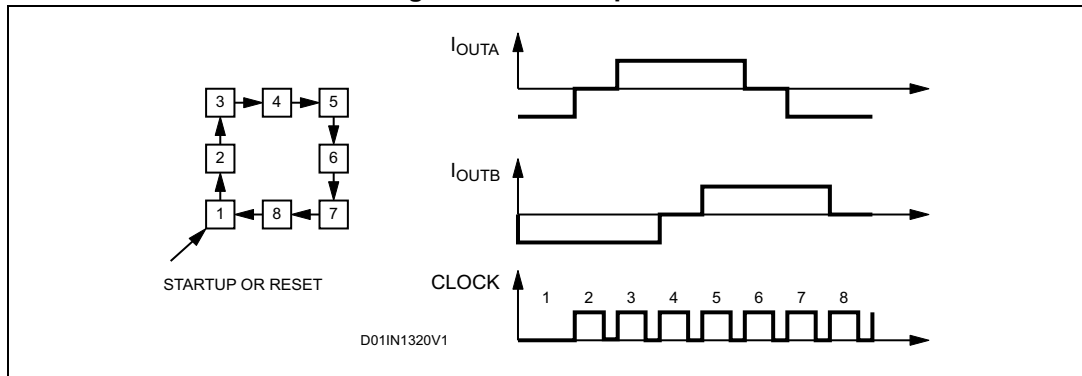 I_OUTA
3 4 5
2 6
1 8 7
STARTUP OR RESET
I_OUTB
CLOCK
1 2 3 4 5 6 7 8
D01IN1320V1